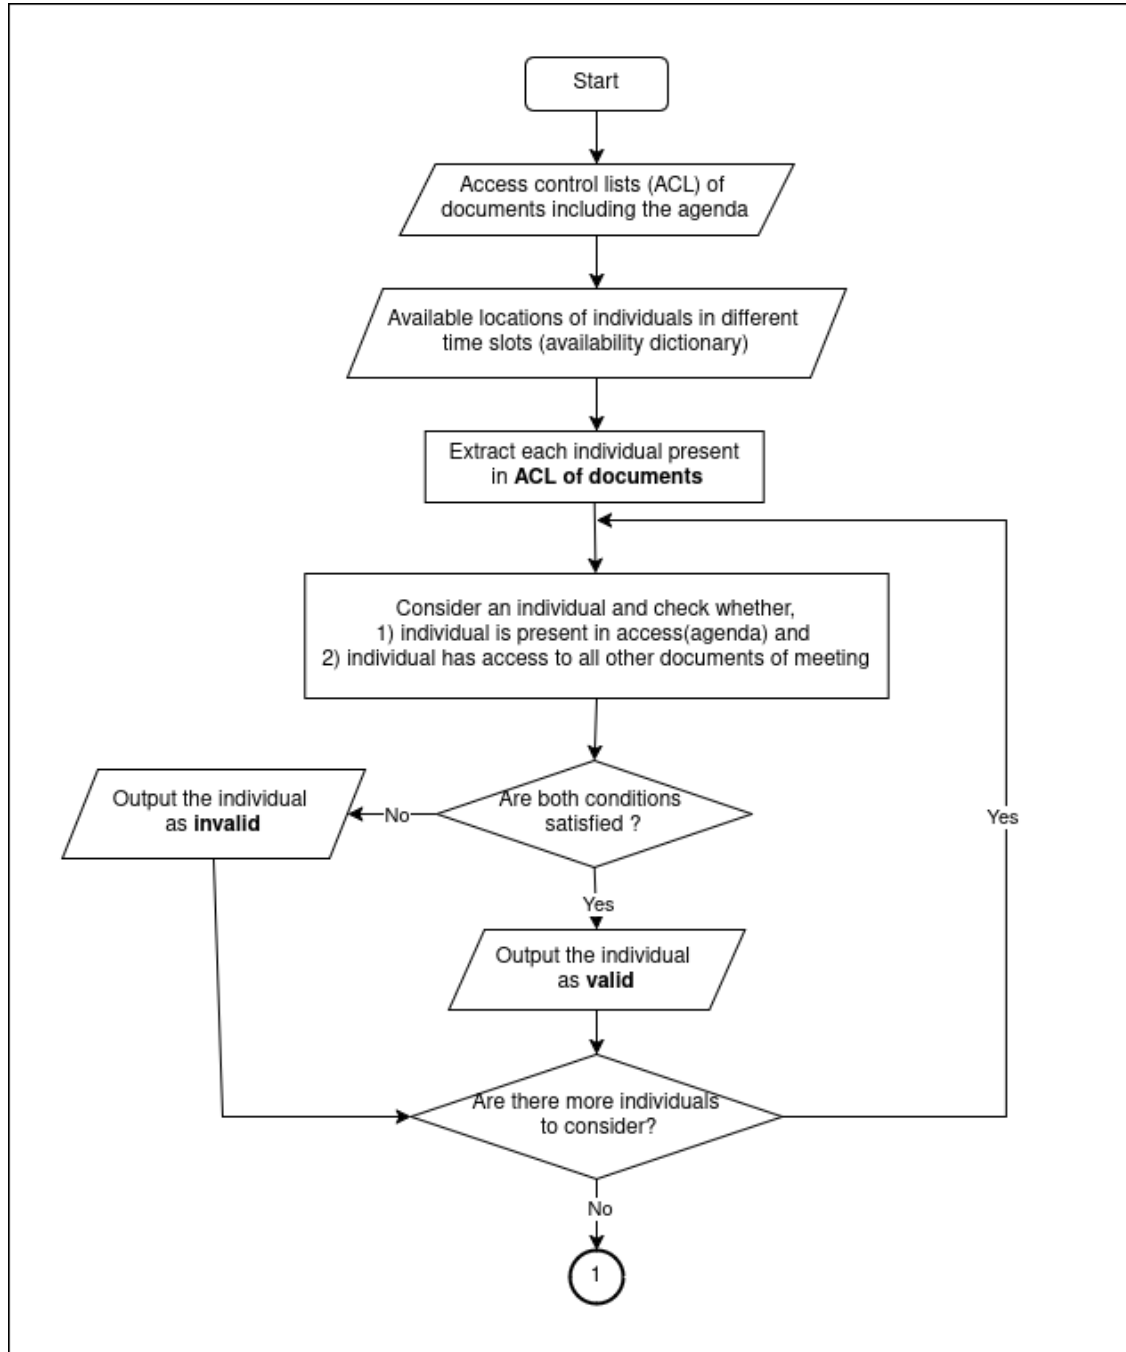 Start
Access control lists (ACL) of
documents including the agenda
Available locations of individuals in different
time slots (availability dictionary)
Extract each individual present
in ACL of documents
Consider an individual and check whether,
1) individual is present in access(agenda) and
2) individual has access to all other documents of meeting
Are both conditions
satisfied ?
No
Output the individual
as invalid
Yes
Yes
Output the individual
as valid
Are there more individuals
to consider?
No
1